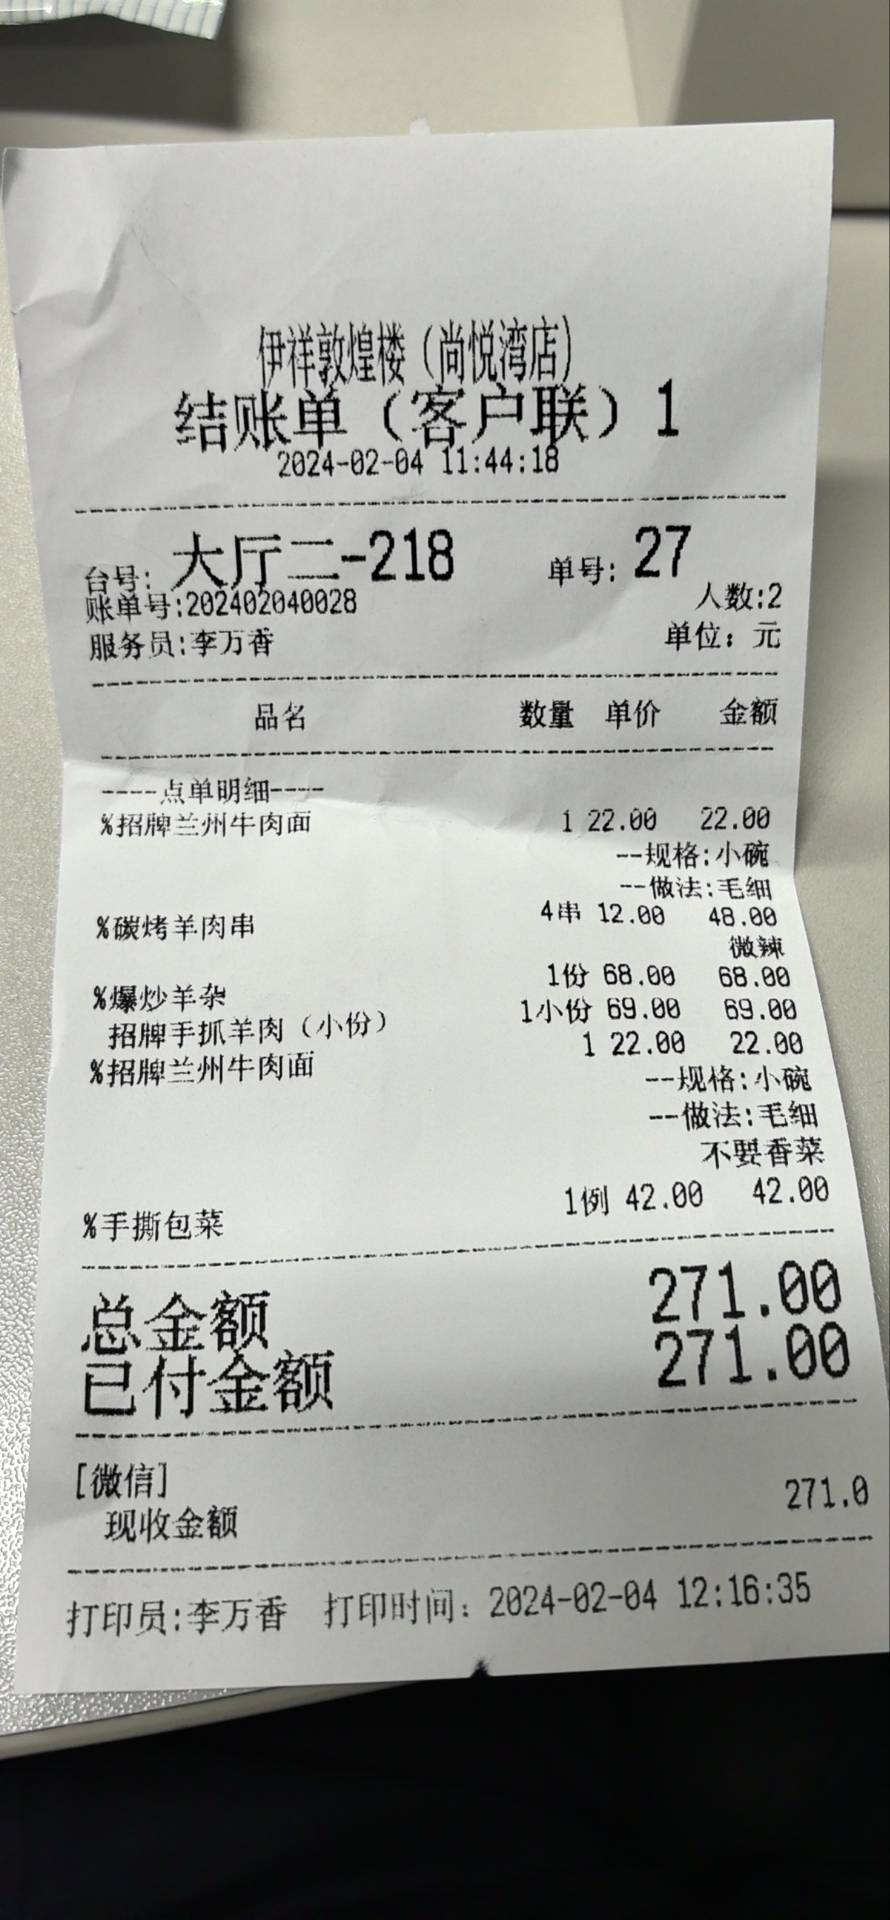 伊祥敦煌楼（尚悦湾店）
结账单（客户联）1
2024-02-04 11:44:18
台号: 大厅二-218 单号: 27
账单号:202402040028 人数:2
服务员:李万香 单位：元
品名 数量 单价 金额
----点单明细----
%招牌兰州牛肉面 1 22.00 22.00
--规格:小碗
--做法:毛细
%碳烤羊肉串 4串 12.00 48.00
微辣
%爆炒羊杂 1份 68.00 68.00
招牌手抓羊肉（小份） 1小份 69.00 69.00
%招牌兰州牛肉面 1 22.00 22.00
--规格:小碗
--做法:毛细
不要香菜
%手撕包菜 1例 42.00 42.00
总金额 271.00
已付金额 271.00
[微信]
现收金额 271.0
打印员:李万香 打印时间：2024-02-04 12:16:35